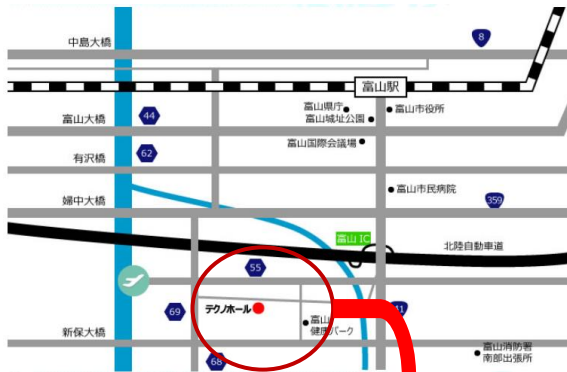 8
中島大橋
富山駅
富山県庁
富山市役所
富山城址公園
44
富山大橋
富山国際会議場
62
有沢橋
富山市民病院
359
婦中大橋
富山 IC
北陸自動車道
55
テクノホール
69
41
富山
健康パーク
新保大橋
富山消防署
南部出張所
68